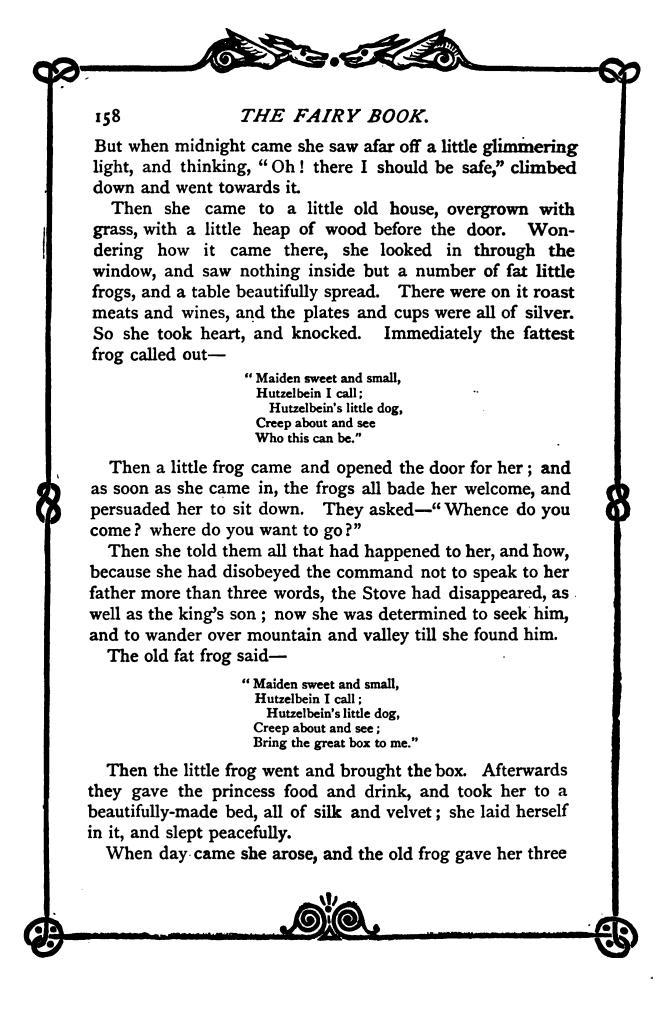 158 THE FAIRY BOOK.
But when midnight came she saw afar off a little glimmering
light, and thinking, “Oh! there I should be safe,” climbed
down and went towards it.
Then she came to a little old house, overgrown with
grass, with a little heap of wood before the door. Won-
dering how it came there, she looked in through the
window, and saw nothing inside but a number of fat little
frogs, and a table beautifully spread. There were on it roast
meats and wines, and the plates and cups were all of silver.
So she took heart, and knocked. Immediately the fattest
frog called out—
“Maiden sweet and small,
Hutzelbein I call;
Hutzelbein's little dog,
Creep about and see
Who this can be.”
Then a little frog came and opened the door for her; and
as soon as she came in, the frogs all bade her welcome, and
persuaded her to sit down. They asked—“Whence do you
come? where do you want to go?”
Then she told them all that had happened to her, and how,
because she had disobeyed the command not to speak to her
father more than three words, the Stove had disappeared, as
well as the king's son; now she was determined to seek him,
and to wander over mountain and valley till she found him.
The old fat frog said—
“Maiden sweet and small,
Hutzelbein I call;
Hutzelbein's little dog,
Creep about and see;
Bring the great box to me.”
Then the little frog went and brought the box. Afterwards
they gave the princess food and drink, and took her to a
beautifully-made bed, all of silk and velvet; she laid herself
in it, and slept peacefully.
When day came she arose, and the old frog gave her three